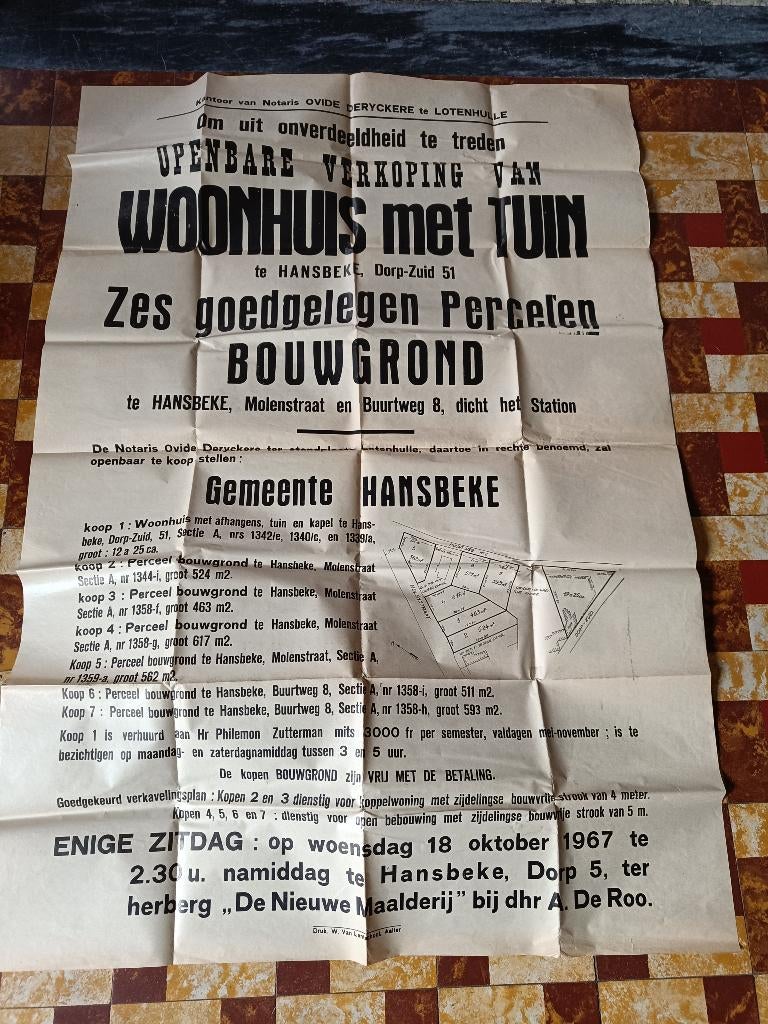 Kantoor van Notaris OVIDE DERYCKERE te LOTENHULLE
Om uit onverdeeldheid te treden
OPENBARE VERKOPING VAN
WOONHUIS met TUIN
te HANSBEKE, Dorp-Zuid 51
Zes goedgelegen Percelen
BOUWGROND
te HANSBEKE, Molenstraat en Buurtweg 8, dicht het Station
De Notaris Ovide Deryckere ter standplaats Lotenhulle, daartoe in rechte benoemd, zal
openbaar te koop stellen :
Gemeente HANSBEKE
koop 1 : Woonhuis met afhangens, tuin en kapel te Hans-
beke, Dorp-Zuid, 51, Sectie A, nrs 1342/e, 1340/c, en 1339/a,
groot : 12 a 25 ca.
koop 2 : Perceel bouwgrond te Hansbeke, Molenstraat
Sectie A, nr 1344-i, groot 524 m2.
koop 3 : Perceel bouwgrond te Hansbeke, Molenstraat
Sectie A, nr 1358-f, groot 463 m2.
koop 4 : Perceel bouwgrond te Hansbeke, Molenstraat
Sectie A, nr 1358-g, groot 617 m2.
Koop 5 : Perceel bouwgrond te Hansbeke, Molenstraat, Sectie A,
nr 1359-a, groot 562 m2.
Koop 6 : Perceel bouwgrond te Hansbeke, Buurtweg 8, Sectie A, nr 1358-i, groot 511 m2.
Koop 7 : Perceel bouwgrond te Hansbeke, Buurtweg 8, Sectie A, nr 1358-h, groot 593 m2.
Koop 1 is verhuurd aan Hr Philemon Zutterman mits 3000 fr per semester, valdagen mei-november ; is te
bezichtigen op maandag- en zaterdagnamiddag tussen 3 en 5 uur.
De kopen BOUWGROND zijn VRIJ MET DE BETALING.
Goedgekeurd verkavelingsplan : Kopen 2 en 3 dienstig voor koppelwoning met zijdelingse bouwvrije strook van 4 meter.
Kopen 4, 5, 6 en 7 : dienstig voor open bebouwing met zijdelingse bouwvrije strook van 5 m.
ENIGE ZITDAG : op woensdag 18 oktober 1967 te
2.30 u. namiddag te Hansbeke, Dorp 5, ter
herberg „De Nieuwe Maalderij" bij dhr A. De Roo.
Druk. W. Van Aalter